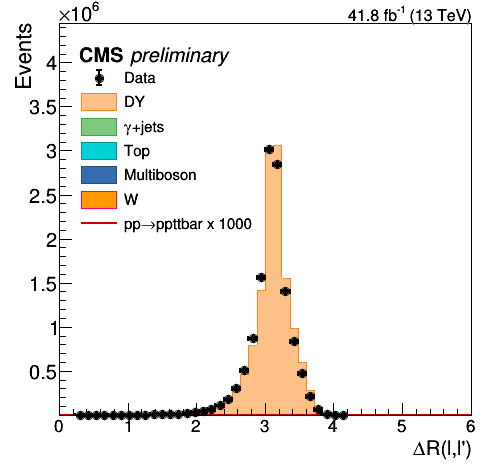 ×10⁶
41.8 fb⁻¹ (13 TeV)
Events
CMS preliminary
Data
DY
γ+jets
Top
Multiboson
W
pp→ppttbar x 1000
4
3.5
3
2.5
2
1.5
1
0.5
0 1 2 3 4 5 6
ΔR(l,l')